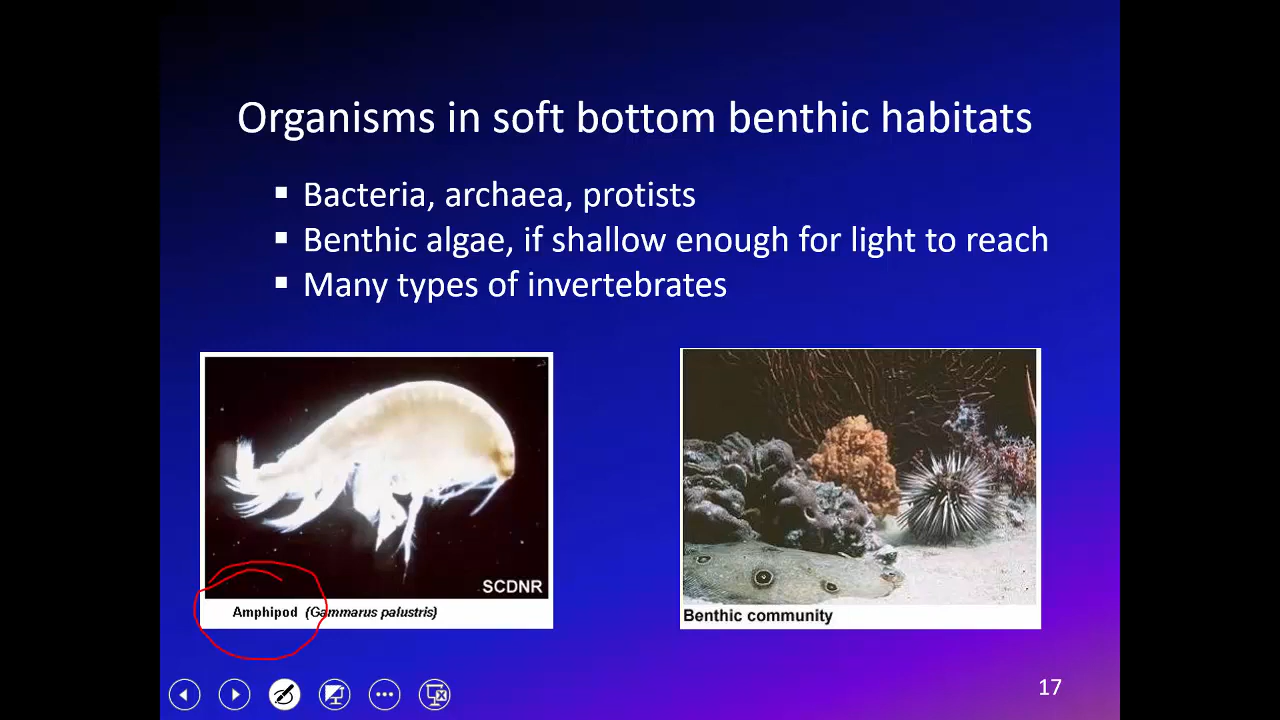 Organisms in soft bottom benthic habitats
▪ Bacteria, archaea, protists
▪ Benthic algae, if shallow enough for light to reach
▪ Many types of invertebrates
SCDNR
Amphipod (Gammarus palustris)
Benthic community
17